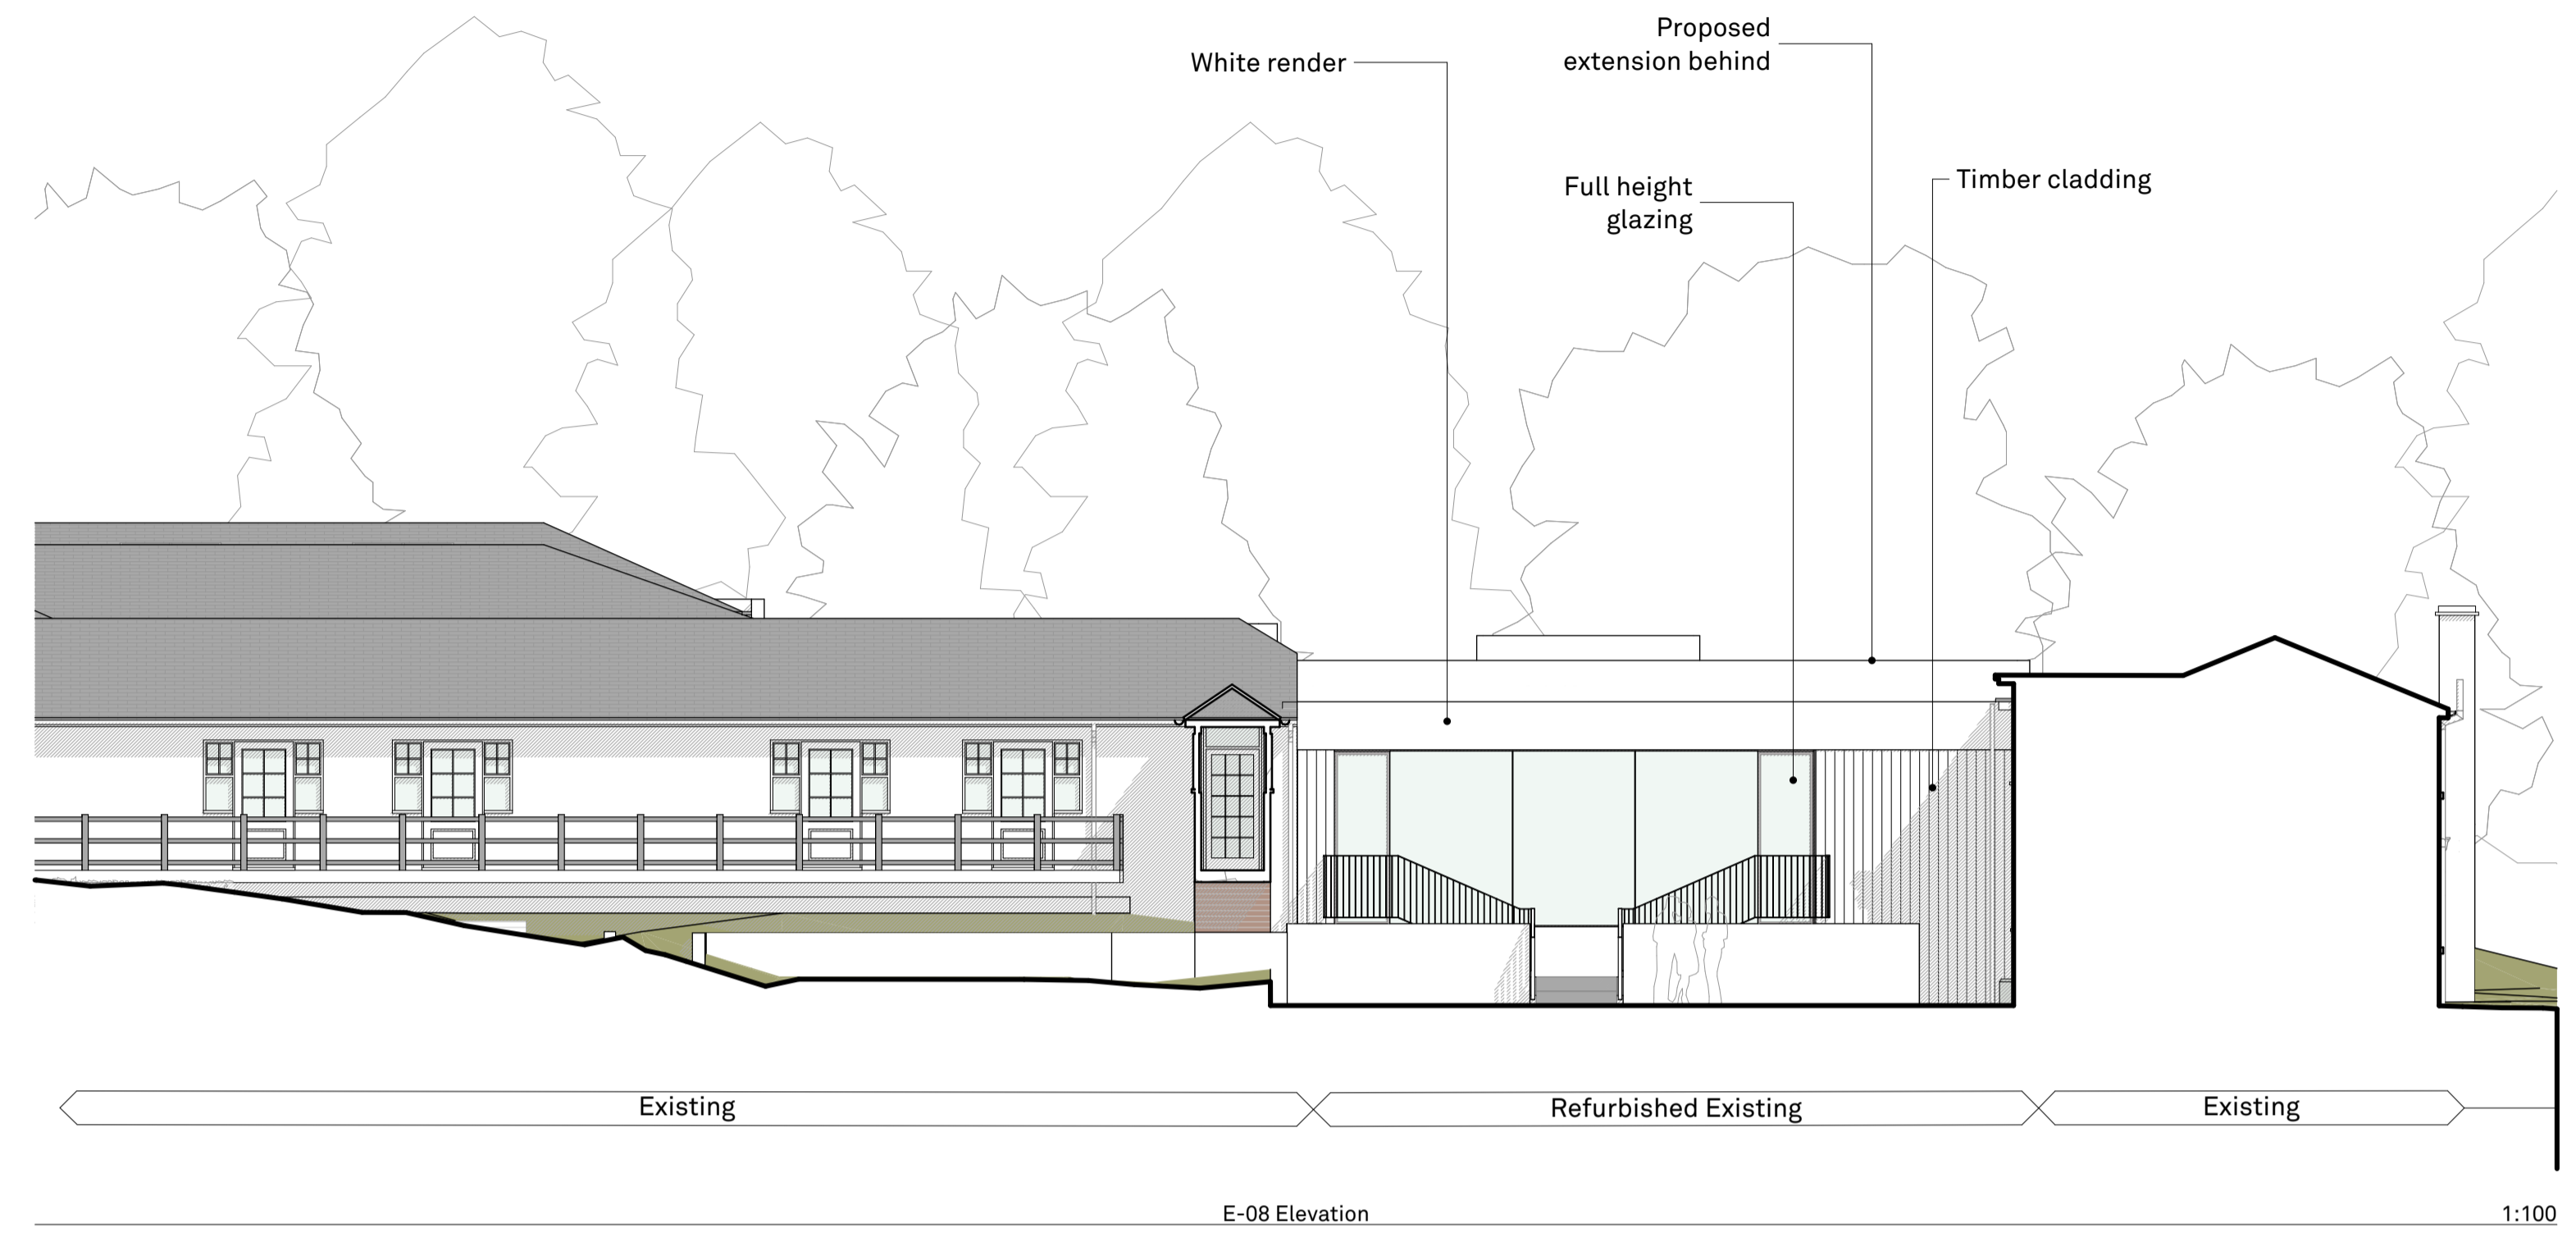 Proposed
extension behind
White render
Full height
glazing
Timber cladding
Existing
Refurbished Existing
Existing
E-08 Elevation
1:100